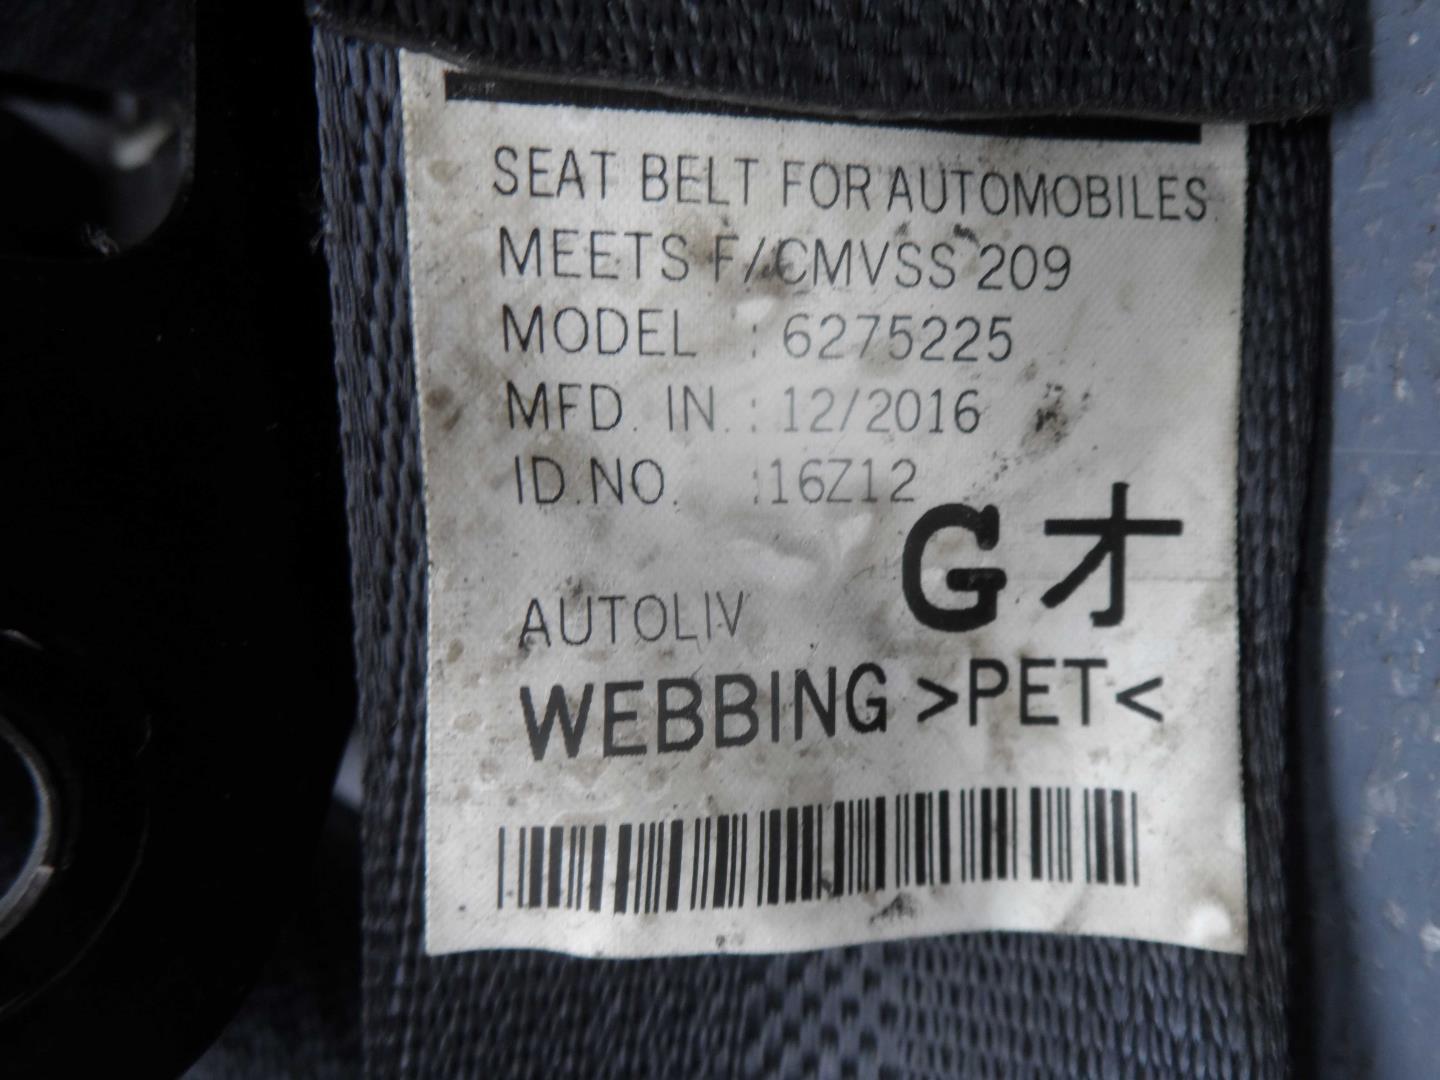 SEAT BELT FOR AUTOMOBILES
MEETS F/CMVSS 209
MODEL : 6275225
MFD. IN. : 12/2016
ID.NO. :16Z12
G才
AUTOLIV
WEBBING >PET<